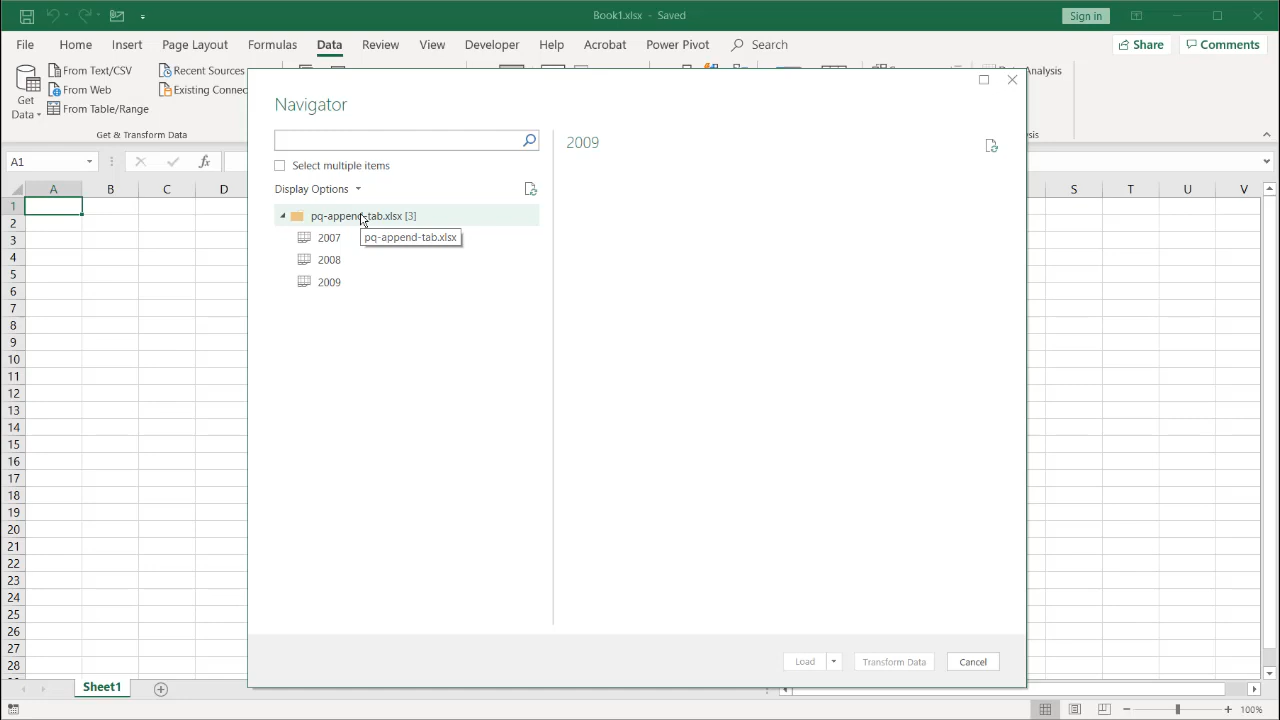 Book1.xlsx - Saved
Sign in
File Home Insert Page Layout Formulas Data Review View Developer Help Acrobat Power Pivot Search Share Comments
Get Data
From Text/CSV
From Web
From Table/Range
Recent Sources
Existing Connec
Get & Transform Data
Analysis
A1
fx
A B C D S T U V
1
2
3
4
5
6
7
8
9
10
11
12
13
14
15
16
17
18
19
20
21
22
23
24
25
26
27
28
Navigator
Select multiple items
Display Options
pq-append-tab.xlsx [3]
pq-append-tab.xlsx
2007
2008
2009
2009
Load Transform Data Cancel
Sheet1
100%